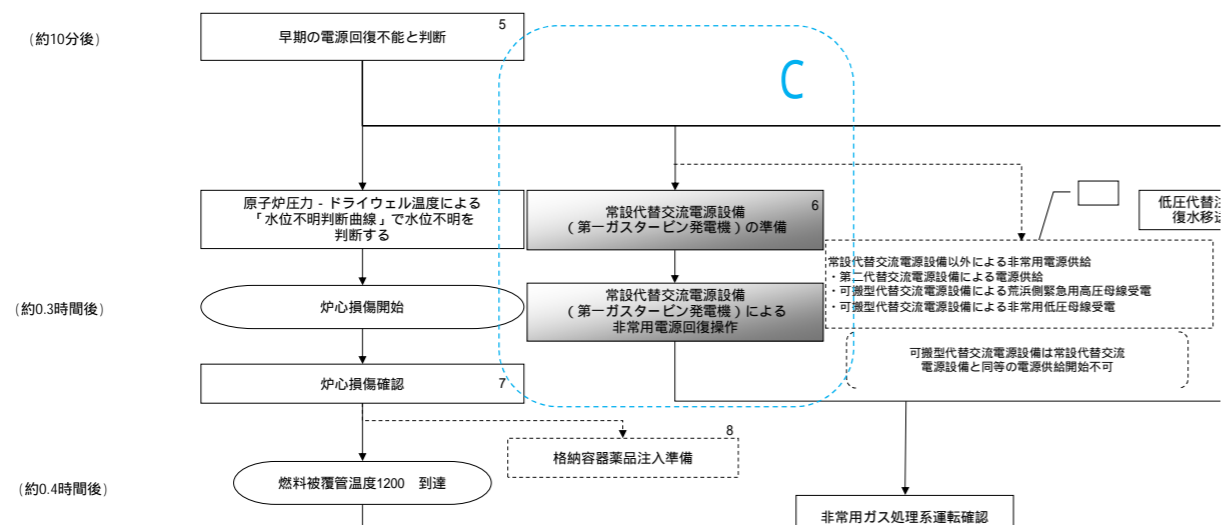 (約10分後)
早期の電源回復不能と判断
5
C
原子炉圧力-ドライウェル温度による
「水位不明判断曲線」で水位不明を
判断する
常設代替交流電源設備
(第一ガスタービン発電機)の準備
6
低圧代替注
復水移送
常設代替交流電源設備以外による非常用電源供給
・第二代替交流電源設備による電源供給
・可搬型代替交流電源設備による荒浜側緊急用高圧母線受電
・可搬型代替交流電源設備による非常用低圧母線受電
(約0.3時間後)
炉心損傷開始
常設代替交流電源設備
(第一ガスタービン発電機)による
非常用電源回復操作
可搬型代替交流電源設備は常設代替交流
電源設備と同等の電源供給開始不可
炉心損傷確認
7
8
格納容器薬品注入準備
(約0.4時間後)
燃料被覆管温度1200 到達
非常用ガス処理系運転確認